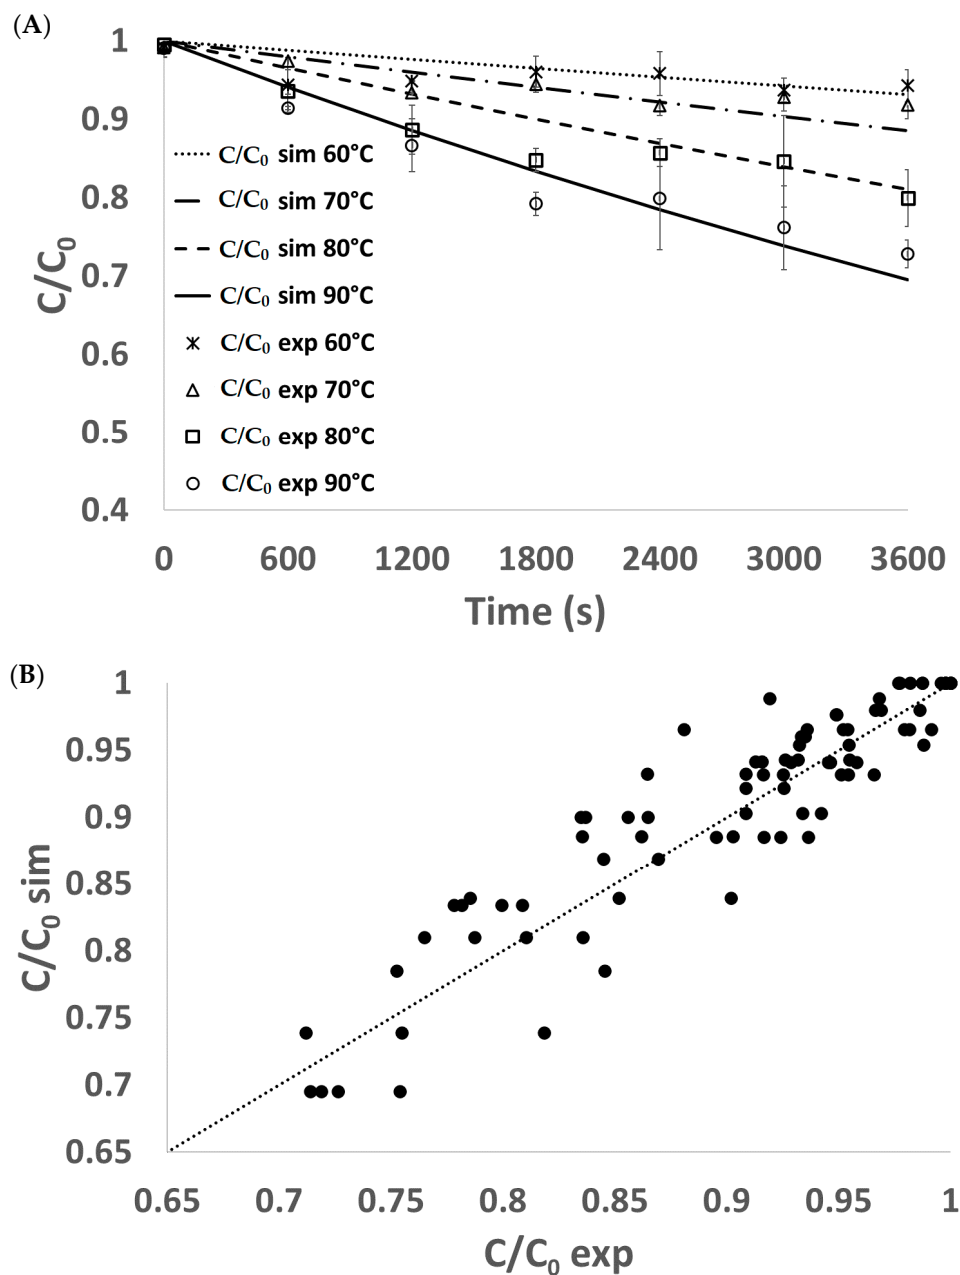 (A)
1
0.9
0.8
0.7
0.6
0.5
0.4
C/C0
C/C0 sim 60°C
C/C0 sim 70°C
C/C0 sim 80°C
C/C0 sim 90°C
C/C0 exp 60°C
C/C0 exp 70°C
C/C0 exp 80°C
C/C0 exp 90°C
0 600 1200 1800 2400 3000 3600
Time (s)
(B)
1
0.95
0.9
0.85
0.8
0.75
0.7
0.65
C/C0 sim
0.65 0.7 0.75 0.8 0.85 0.9 0.95 1
C/C0 exp